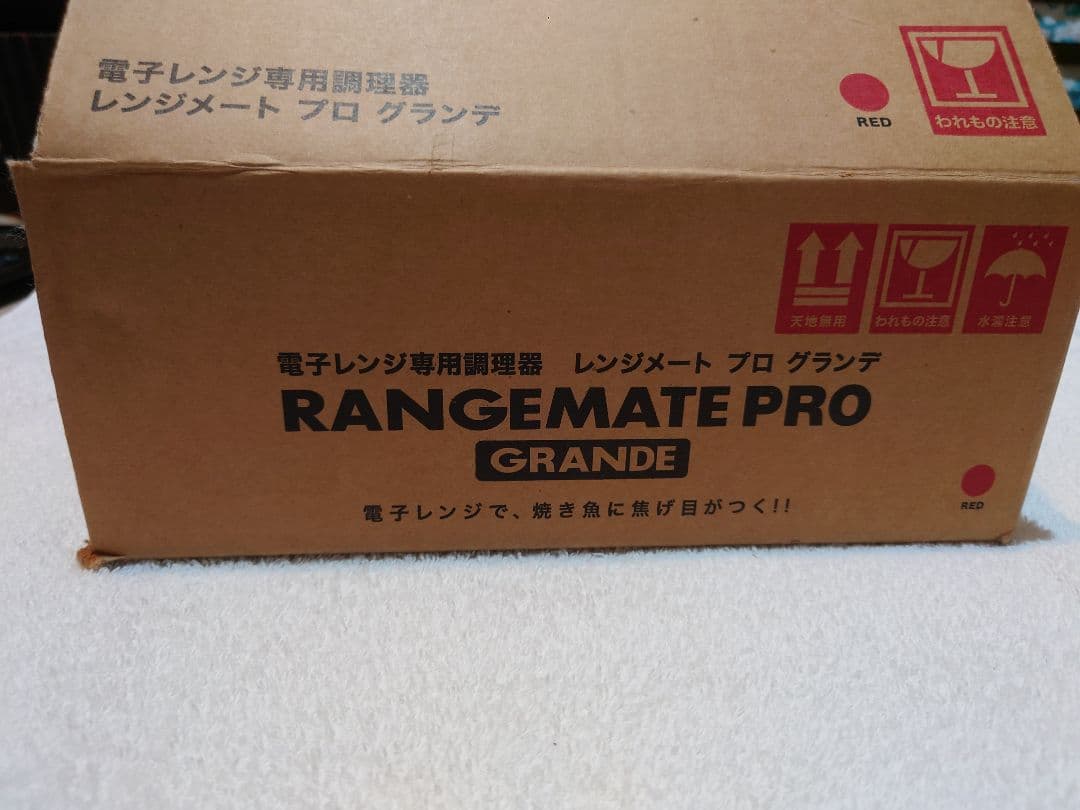 電子レンジ専用調理器
レンジメート プロ グランデ
RED
われもの注意
天地無用
われもの注意
水濡注意
電子レンジ専用調理器 レンジメート プロ グランデ
RANGEMATE PRO
GRANDE
電子レンジで、焼き魚に焦げ目がつく!!
RED